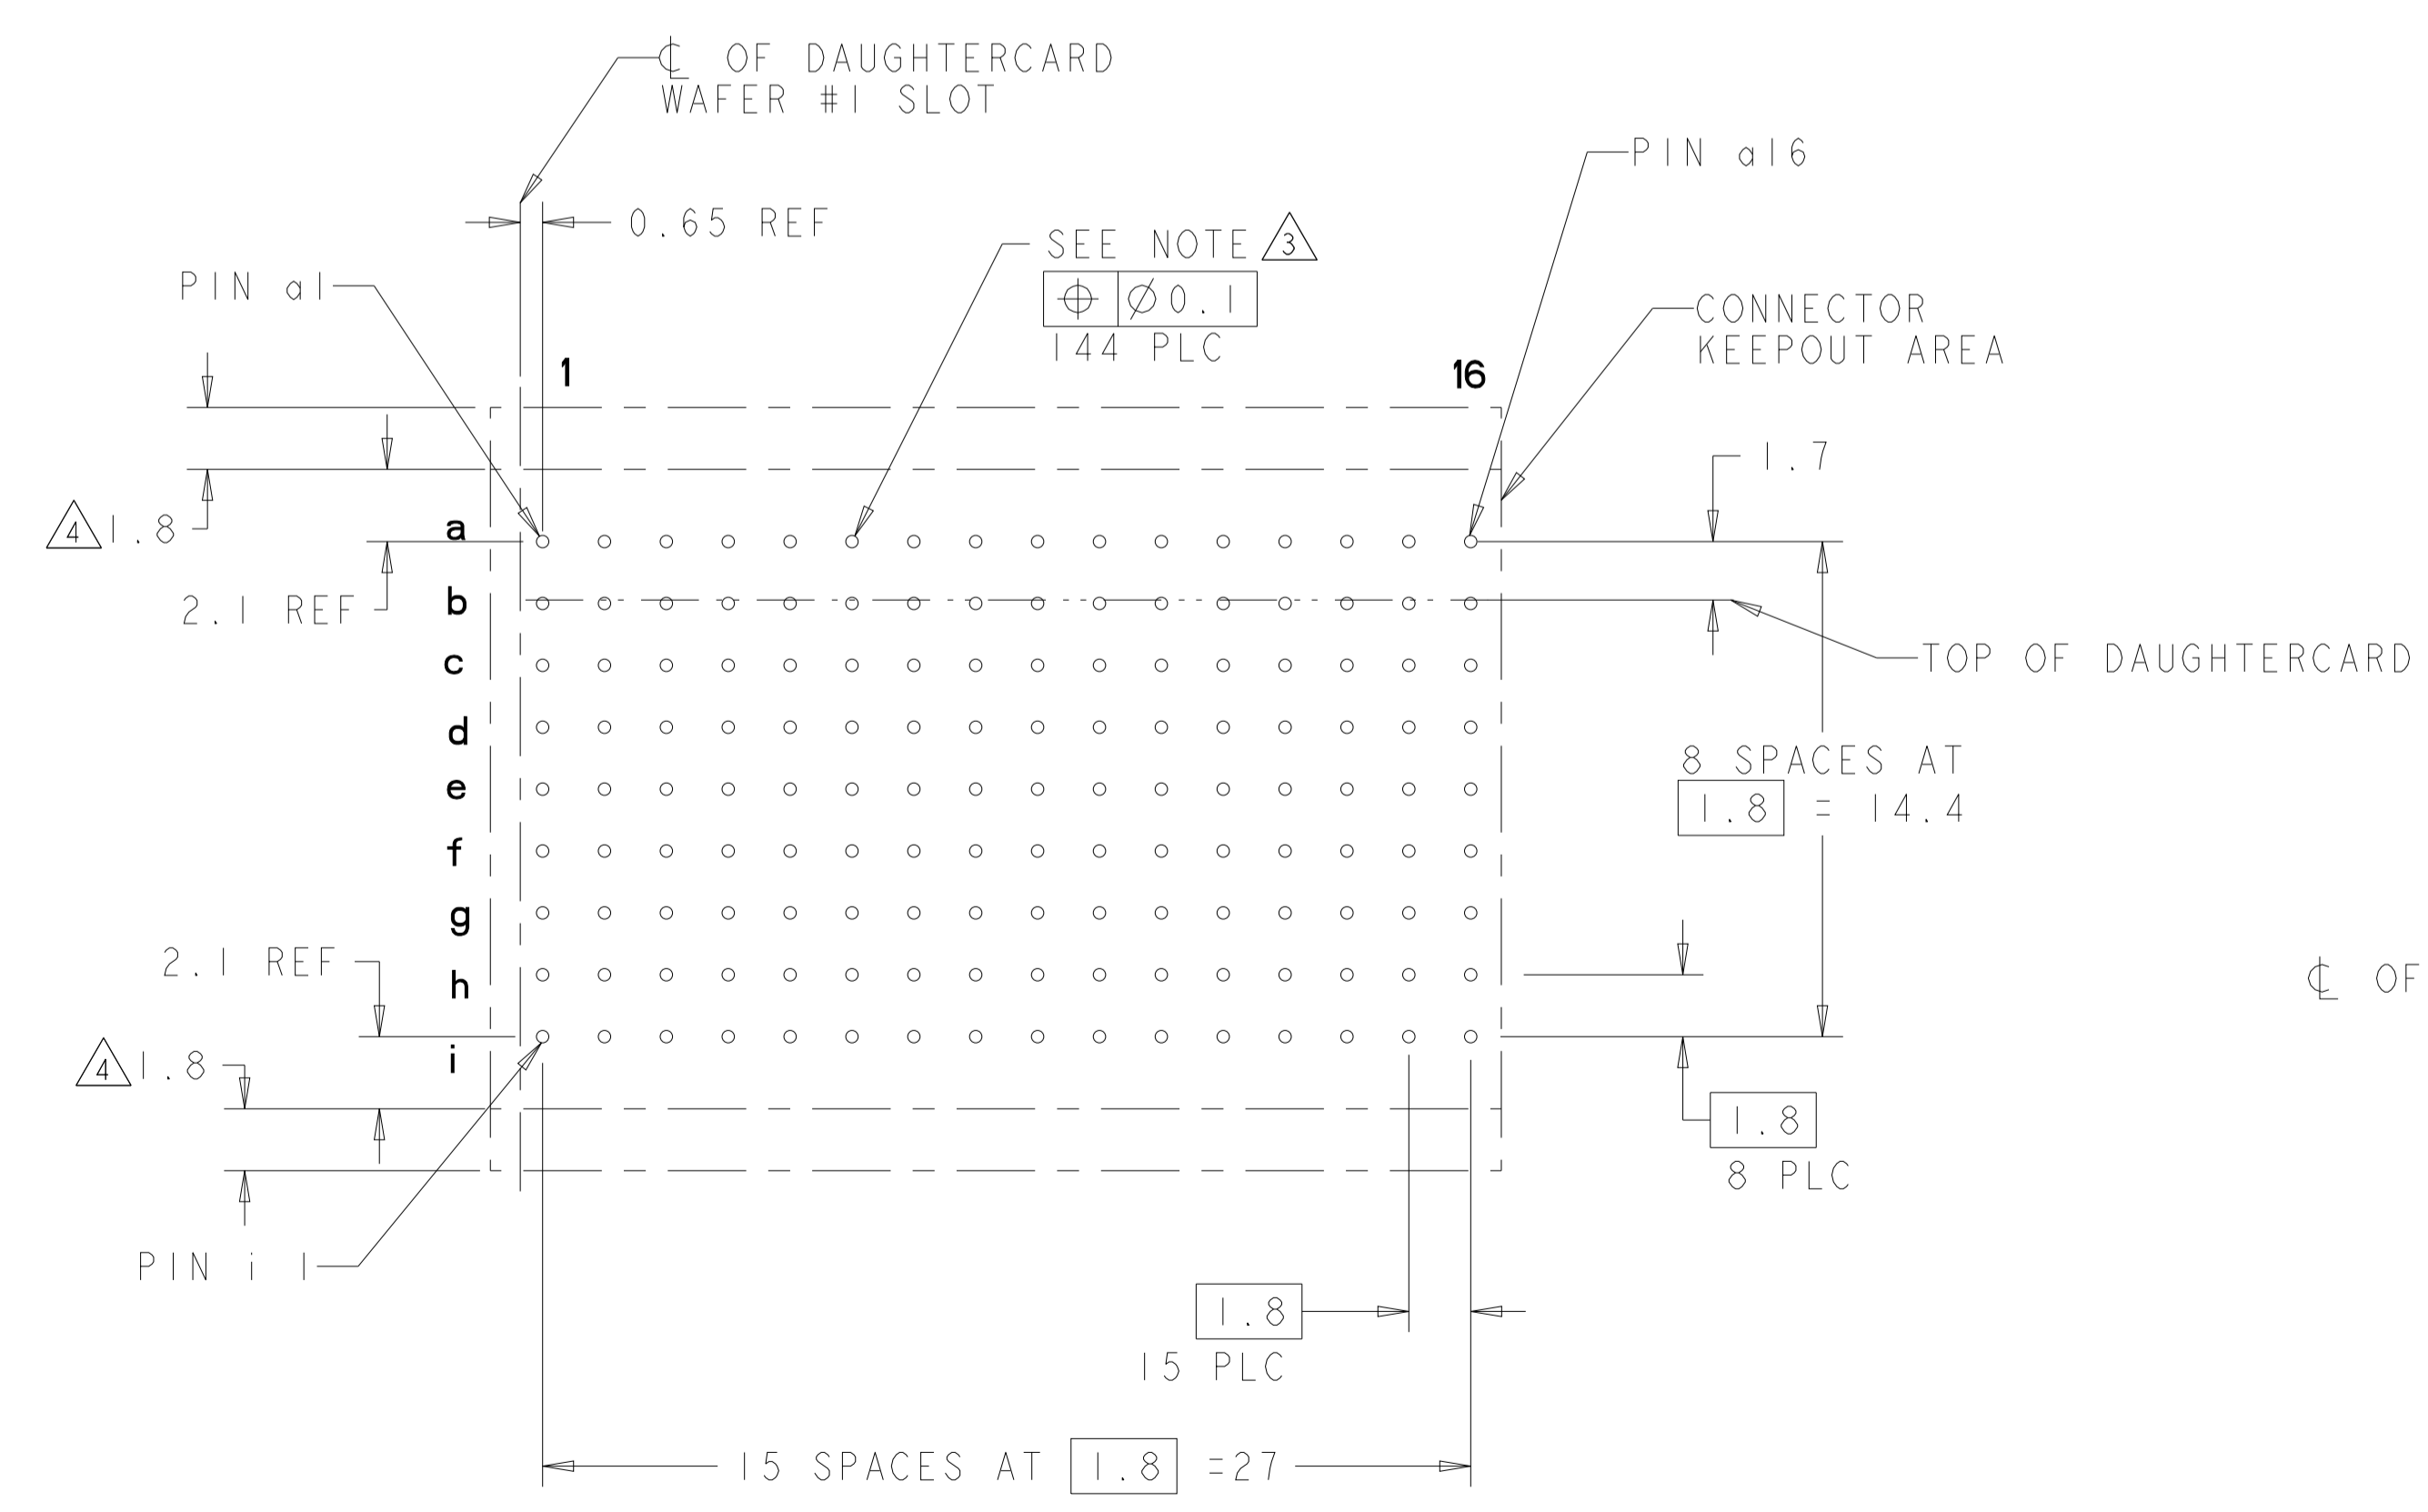 ℄ OF DAUGHTERCARD
WAFER #1 SLOT
PIN a16
0.65 REF
SEE NOTE 3
PIN a1
⌖ ⌀0.1
CONNECTOR
KEEPOUT AREA
144 PLC
1
16
1.7
4 1.8
a
2.1 REF
b
c
TOP OF DAUGHTERCARD
d
8 SPACES AT
e
1.8 = 14.4
f
g
2.1 REF
h
℄ OF
i
4 1.8
1.8
8 PLC
PIN i 1
1.8
15 PLC
15 SPACES AT 1.8 =27